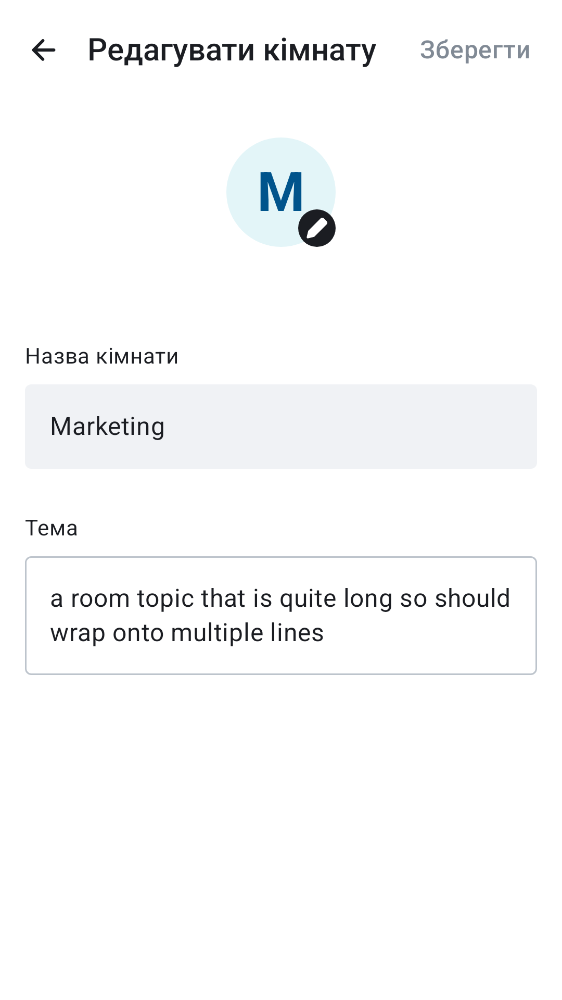 Редагувати кімнату Зберегти
M
Назва кімнати
Marketing
Тема
a room topic that is quite long so should
wrap onto multiple lines